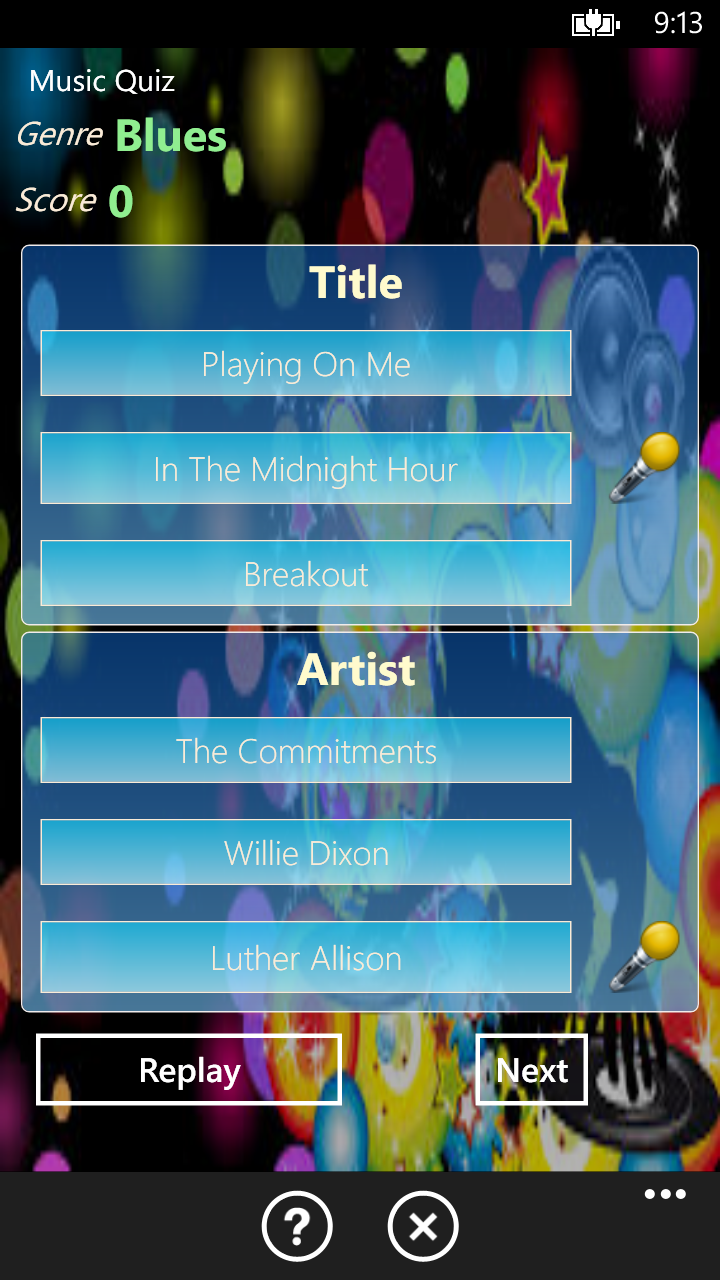 9:13
Music Quiz
Genre Blues
Score 0
Title
Playing On Me
In The Midnight Hour
Breakout
Artist
The Commitments
Willie Dixon
Luther Allison
Replay
Next
?